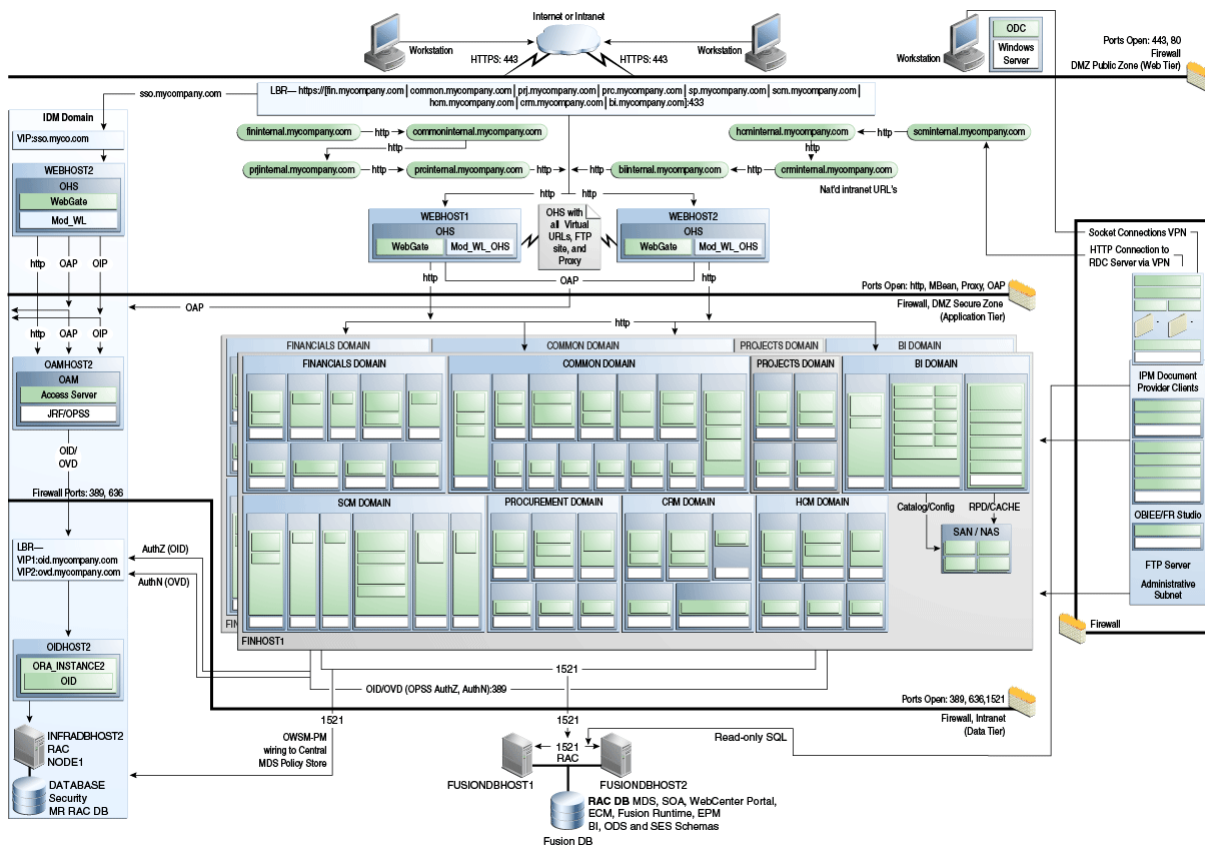 Internet or Intranet
Workstation
Workstation
HTTPS: 443
HTTPS: 443
Workstation
ODC
Windows
Server
Ports Open: 443, 80
Firewall
DMZ Public Zone (Web Tier)
sso.mycompany.com
LBR— https://[fin.mycompany.com | common.mycompany.com | prj.mycompany.com | prc.mycompany.com | sp.mycompany.com | scm.mycompany.com |
hcm.mycompany.com | crm.mycompany.com | bi.mycompany.com]:433
IDM Domain
VIP:sso.myco.com
fininternal.mycompany.com
http
commoninternal.mycompany.com
hcminternal.mycompany.com
http
scminternal.mycompany.com
http
http
prjinternal.mycompany.com
http
prcinternal.mycompany.com
http
biinternal.mycompany.com
http
crminternal.mycompany.com
Nat'd intranet URL's
WEBHOST2
OHS
WebGate
Mod_WL
http
http
WEBHOST1
OHS
WebGate
Mod_WL_OHS
OHS with
all Virtual
URLs, FTP
site, and
Proxy
WEBHOST2
OHS
WebGate
Mod_WL_OHS
Socket Connections VPN
HTTP Connection to
RDC Server via VPN
http
OAP
OIP
http
OAP
http
OAP
Ports Open: http, MBean, Proxy, OAP
Firewall, DMZ Secure Zone
(Application Tier)
http
OAP
OIP
http
OAMHOST2
OAM
Access Server
JRF/OPSS
FINANCIALS DOMAIN
COMMON DOMAIN
PROJECTS DOMAIN
BI DOMAIN
FINANCIALS DOMAIN
COMMON DOMAIN
PROJECTS DOMAIN
BI DOMAIN
IPM Document
Provider Clients
OID/
OVD
Firewall Ports: 389, 636
SCM DOMAIN
PROCUREMENT DOMAIN
CRM DOMAIN
HCM DOMAIN
Catalog/Config
RPD/CACHE
SAN / NAS
OBIEE/FR Studio
FTP Server
Administrative
Subnet
LBR—
VIP1:oid.mycompany.com
VIP2:ovd.mycompany.com
AuthZ (OID)
AuthN (OVD)
FIN
FINHOST1
Firewall
OIDHOST2
ORA_INSTANCE2
OID
1521
OID/OVD (OPSS AuthZ, AuthN):389
Ports Open: 389, 636,1521
Firewall, Intranet
(Data Tier)
1521
1521
INFRADBHOST2
RAC
NODE1
OWSM-PM
wiring to Central
MDS Policy Store
Read-only SQL
1521
RAC
FUSIONDBHOST1
FUSIONDBHOST2
DATABASE
Security
MR RAC DB
RAC DB MDS, SOA, WebCenter Portal,
ECM, Fusion Runtime, EPM
BI, ODS and SES Schemas
Fusion DB